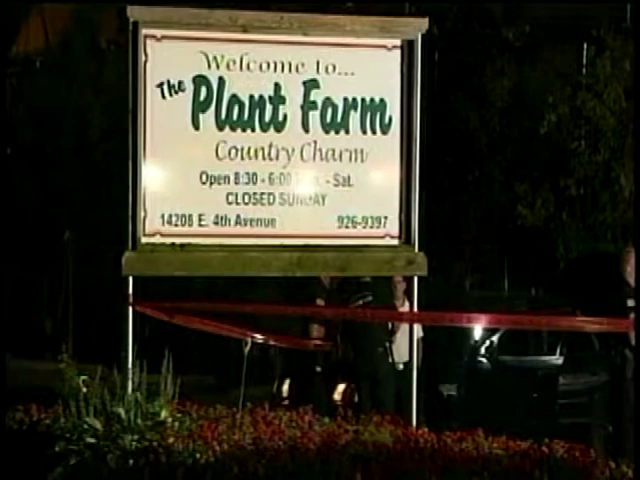 Welcome to...
The
Plant Farm
Country Charm
Open 8:30 - 6:00 - Sat.
CLOSED SUNDAY
14208 E. 4th Avenue 926-9397